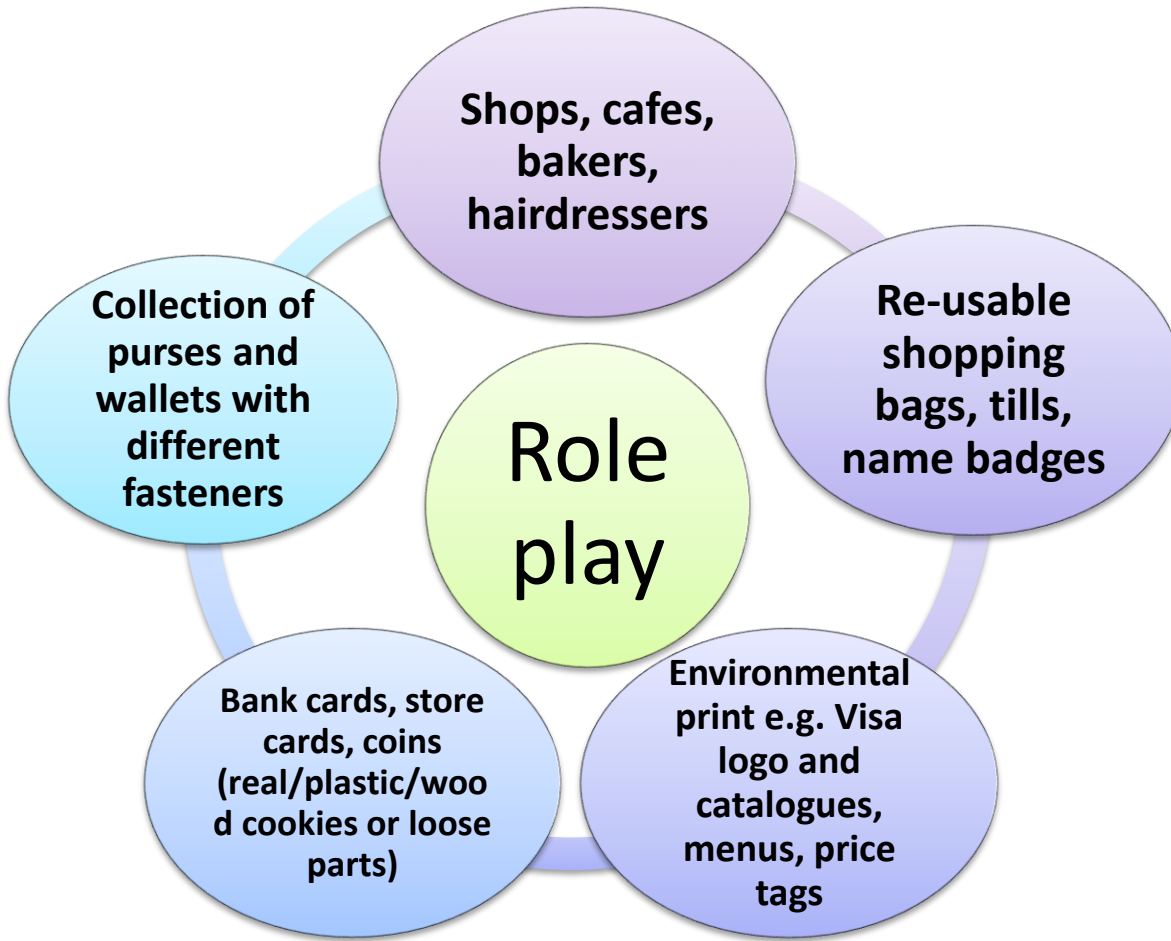 Shops, cafes,
bakers,
hairdressers
Re-usable
shopping
bags, tills,
name badges
Environmental
print e.g. Visa
logo and
catalogues,
menus, price
tags
Bank cards, store
cards, coins
(real/plastic/woo
d cookies or loose
parts)
Collection of
purses and
wallets with
different
fasteners
Role
play